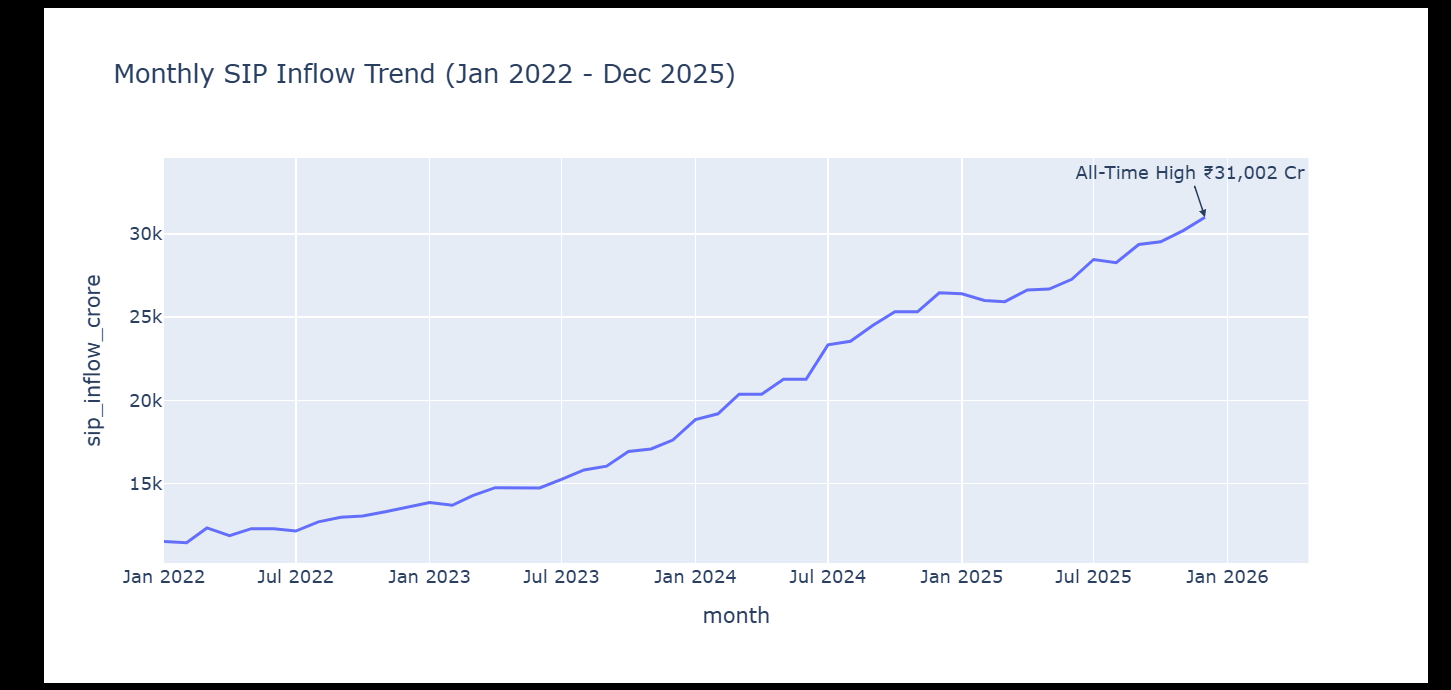 Monthly SIP Inflow Trend (Jan 2022 - Dec 2025)
All-Time High ₹31,002 Cr
30k
25k
20k
15k
sip_inflow_crore
Jan 2022 Jul 2022 Jan 2023 Jul 2023 Jan 2024 Jul 2024 Jan 2025 Jul 2025 Jan 2026
month